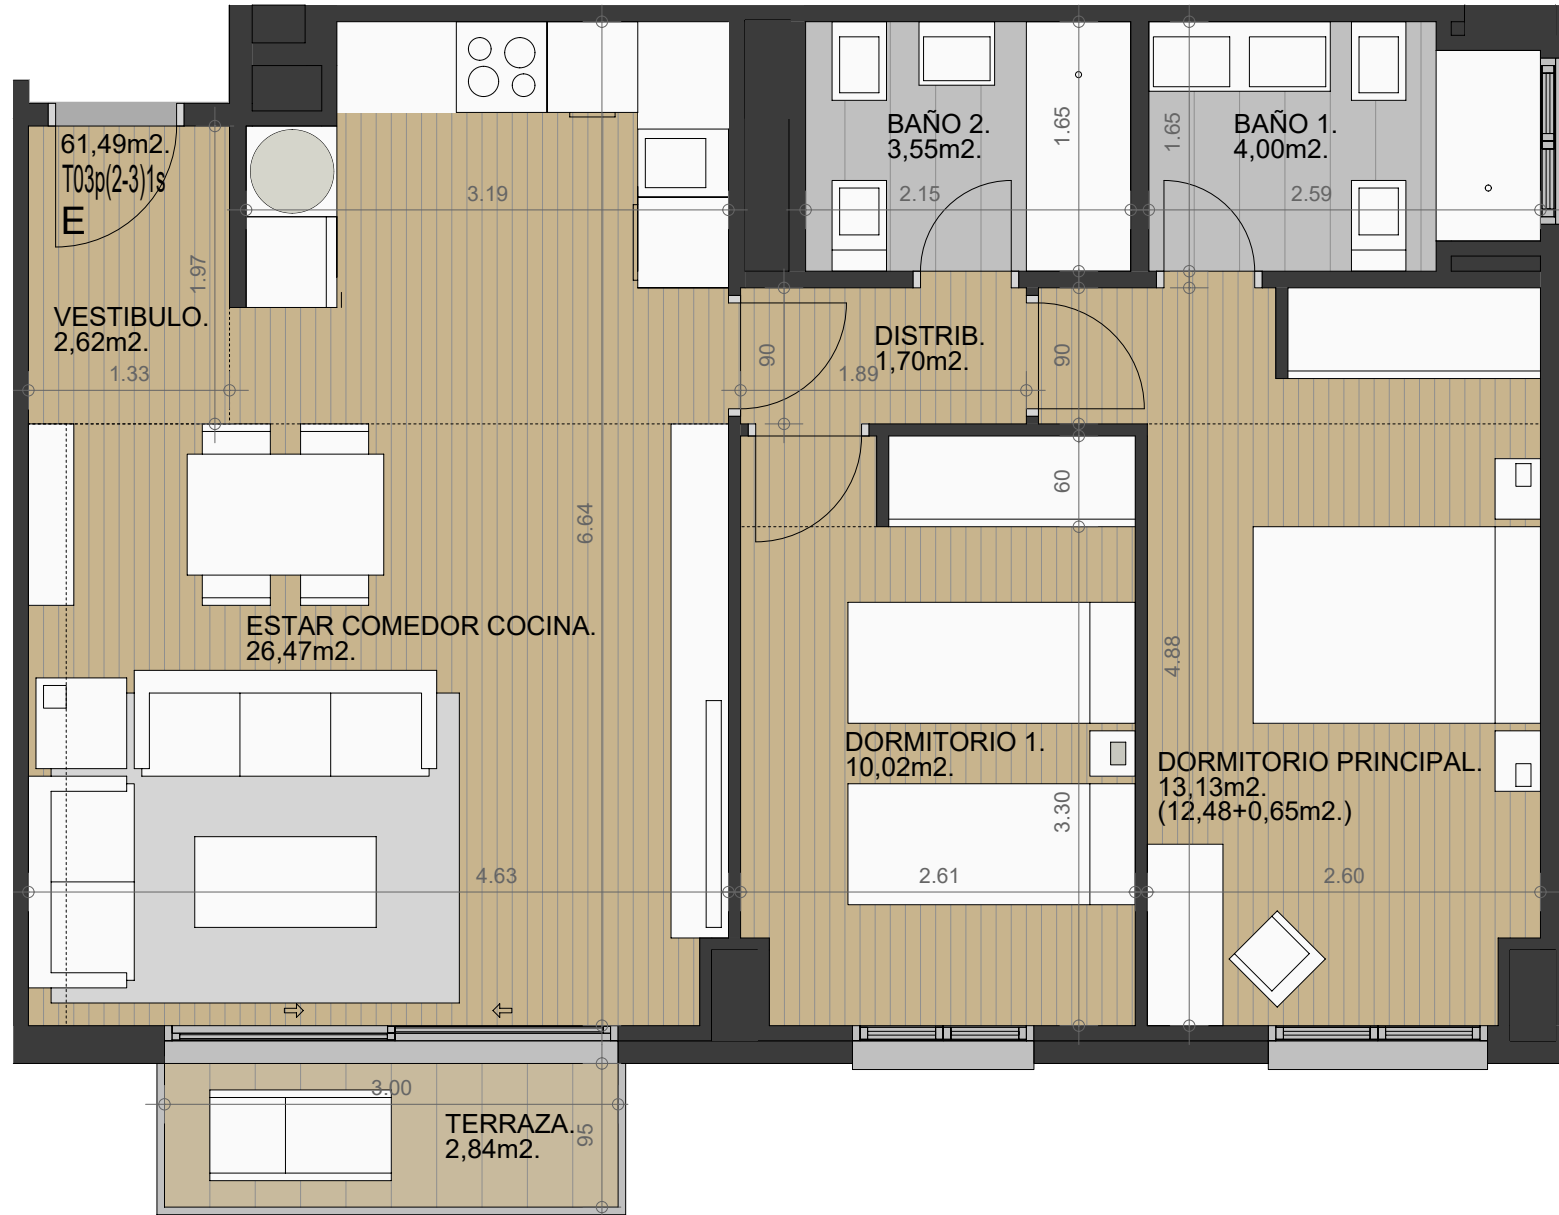 61,49m2.
T03p(2-3)1s
E
1.97
VESTIBULO.
2,62m2.
1.33
3.19
6.64
ESTAR COMEDOR COCINA.
26,47m2.
4.63
3.00
TERRAZA.
2,84m2.
95
BAÑO 2.
3,55m2.
2.15
1.65
BAÑO 1.
4,00m2.
2.59
1.65
DISTRIB.
1,70m2.
1.89
90
90
60
DORMITORIO 1.
10,02m2.
3.30
2.61
4.88
DORMITORIO PRINCIPAL.
13,13m2.
(12,48+0,65m2.)
2.60